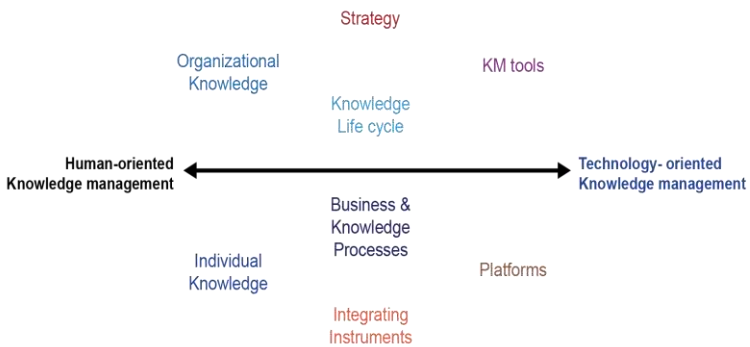 Strategy
Organizational
Knowledge
KM tools
Knowledge
Life cycle
Human-oriented
Knowledge management
Technology- oriented
Knowledge management
Business &
Knowledge
Processes
Individual
Knowledge
Platforms
Integrating
Instruments